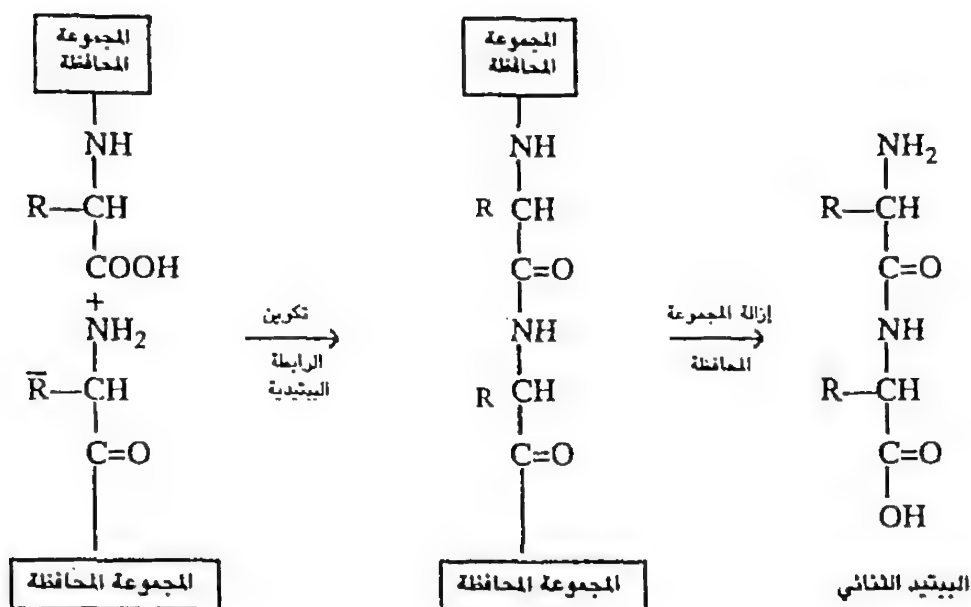 المجموعة
المحافظة
NH
R—CH
COOH
+
NH₂
R̄—CH
C=O
المجموعة المحافظة
تكوين
الرابطة
الببتيدية
المجموعة
المحافظة
NH
R CH
C=O
NH
R CH
C=O
المجموعة المحافظة
إزالة المجموعة
المحافظة
NH₂
R—CH
C=O
NH
R—CH
C=O
OH
الببتيد الثنائي